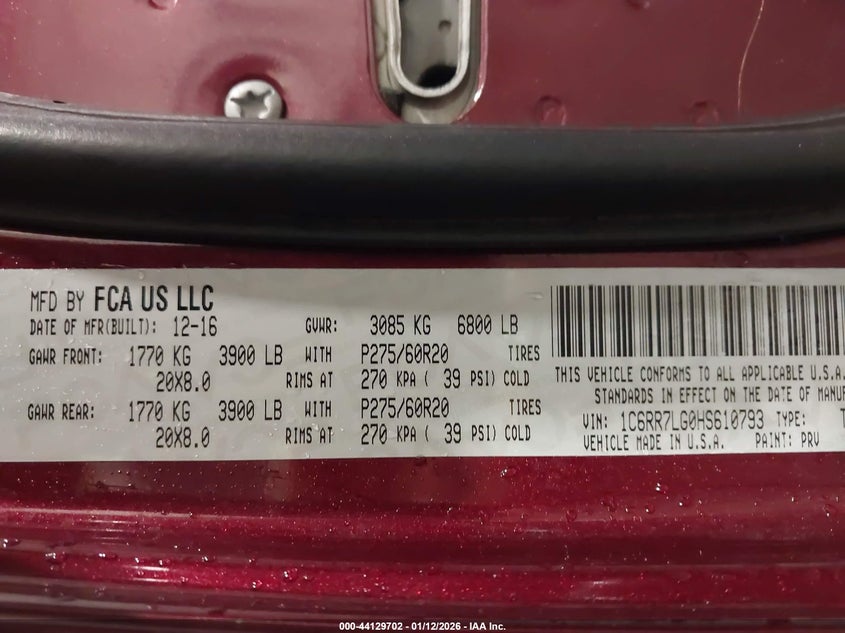 MFD BY FCA US LLC
DATE OF MFR(BUILT): 12-16 GVWR: 3085 KG 6800 LB
GAWR FRONT: 1770 KG 3900 LB WITH P275/60R20 TIRES
20X8.0 RIMS AT 270 KPA ( 39 PSI) COLD
GAWR REAR: 1770 KG 3900 LB WITH P275/60R20 TIRES
20X8.0 RIMS AT 270 KPA ( 39 PSI) COLD
THIS VEHICLE CONFORMS TO ALL APPLICABLE U.S.A.
STANDARDS IN EFFECT ON THE DATE OF MANUF
VIN: 1C6RR7LG0HS610793 TYPE: T
VEHICLE MADE IN U.S.A. PAINT: PRV
000-44129702 - 01/12/2026 - IAA Inc.